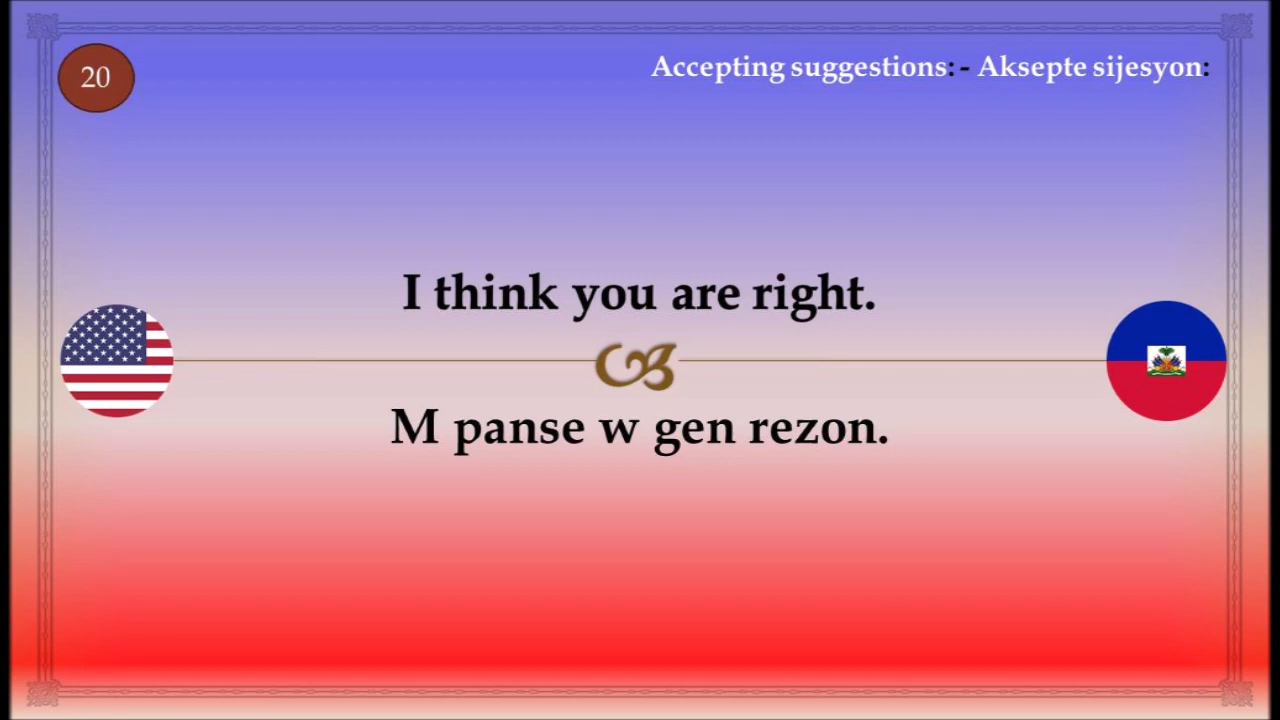 20
Accepting suggestions: - Aksepte sijesyon:
I think you are right.
M panse w gen rezon.